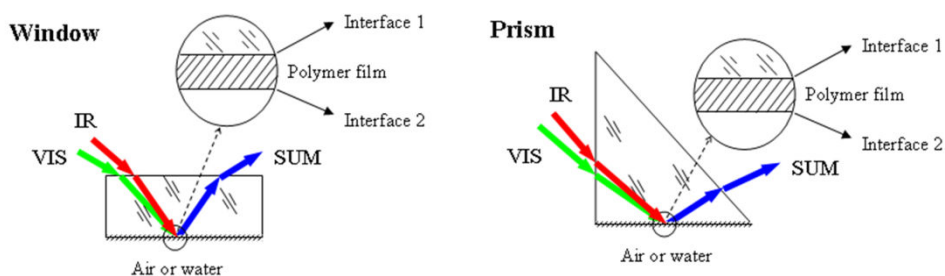 Window
Interface 1
Polymer film
Interface 2
IR
VIS
SUM
Air or water
Prism
Interface 1
Polymer film
Interface 2
IR
VIS
SUM
Air or water